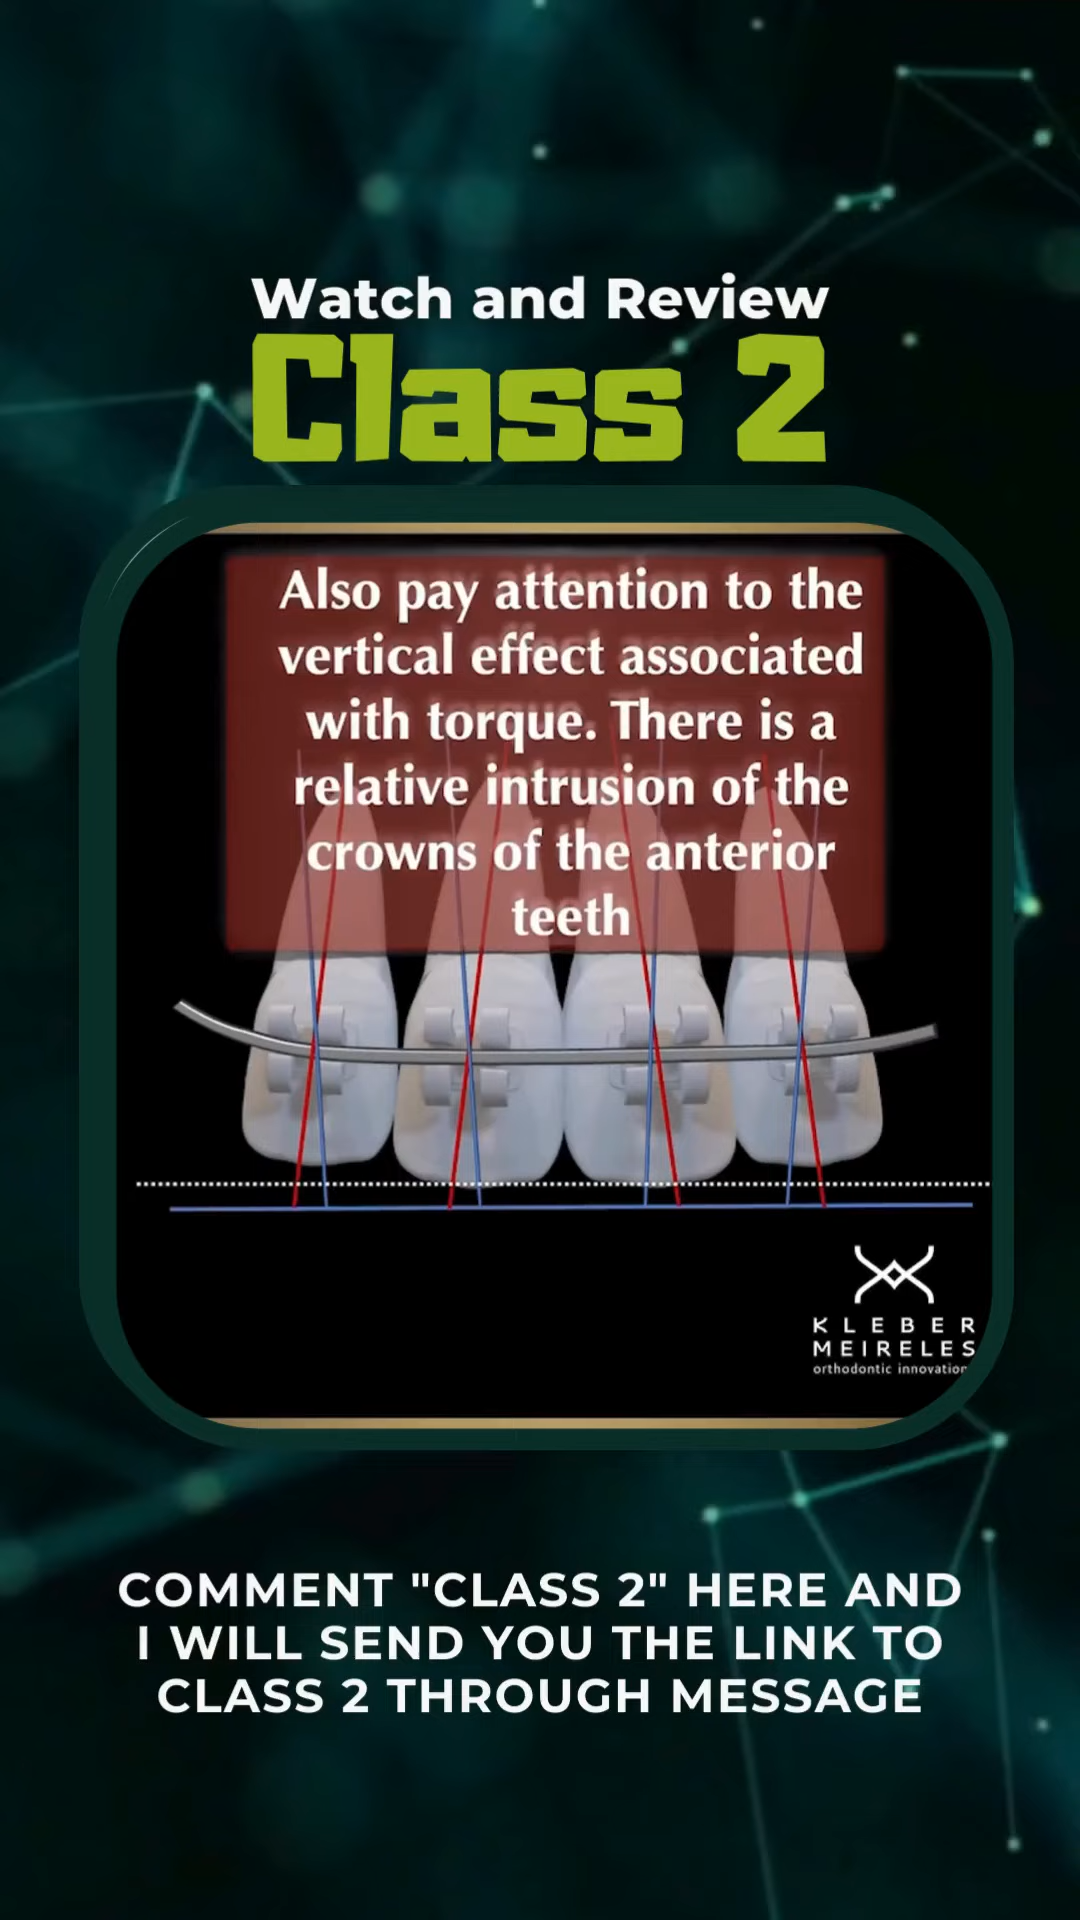 Watch and Review
Class 2
Also pay attention to the
vertical effect associated
with torque. There is a
relative intrusion of the
crowns of the anterior
teeth
KLEBER
MEIRELES
orthodontic innovation
COMMENT "CLASS 2" HERE AND
I WILL SEND YOU THE LINK TO
CLASS 2 THROUGH MESSAGE